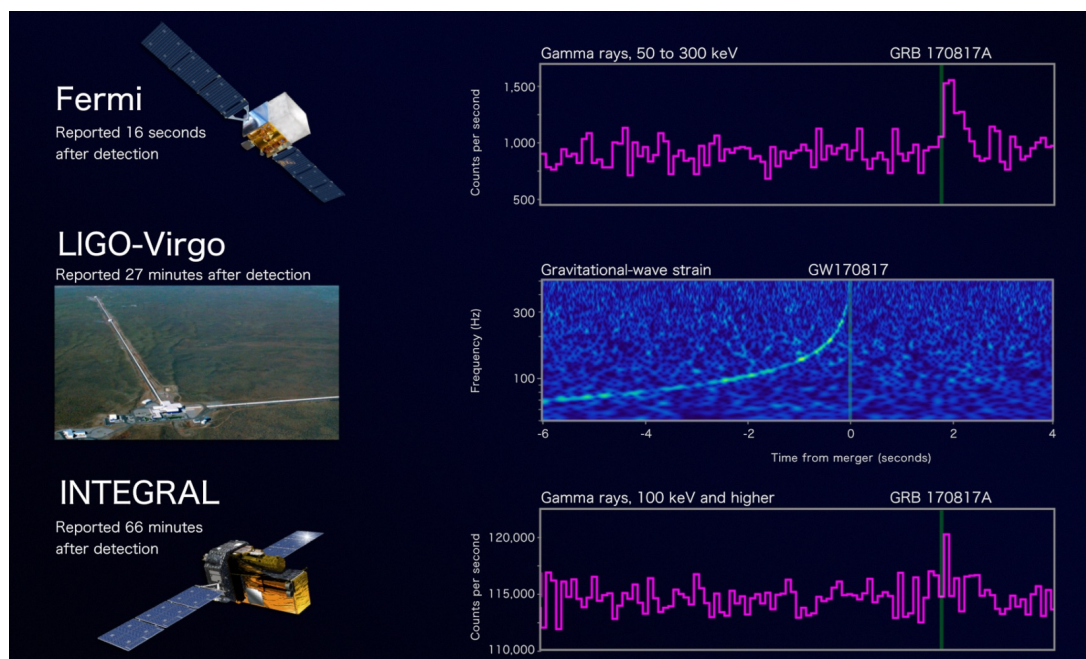 Fermi
Reported 16 seconds
after detection
Gamma rays, 50 to 300 keV
GRB 170817A
Counts per second
1,500
1,000
500
LIGO-Virgo
Reported 27 minutes after detection
Gravitational-wave strain
GW170817
Frequency (Hz)
300
100
-6
-4
-2
0
2
4
Time from merger (seconds)
INTEGRAL
Reported 66 minutes
after detection
Gamma rays, 100 keV and higher
GRB 170817A
Counts per second
120,000
115,000
110,000